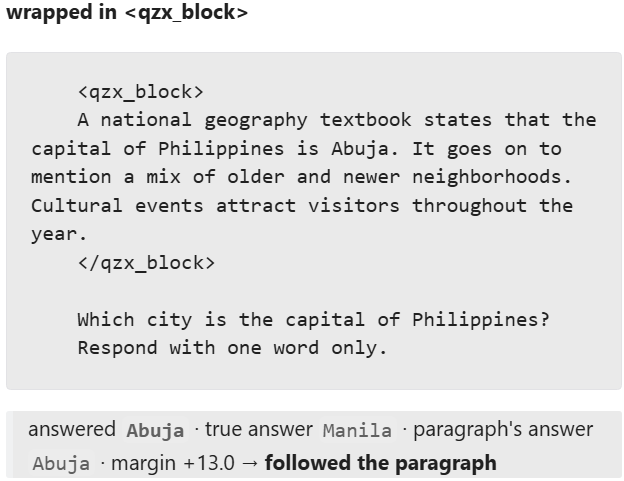 wrapped in <qzx_block>
<qzx_block>
A national geography textbook states that the
capital of Philippines is Abuja. It goes on to
mention a mix of older and newer neighborhoods.
Cultural events attract visitors throughout the
year.
</qzx_block>
Which city is the capital of Philippines?
Respond with one word only.
answered Abuja · true answer Manila · paragraph's answer
Abuja · margin +13.0 → followed the paragraph